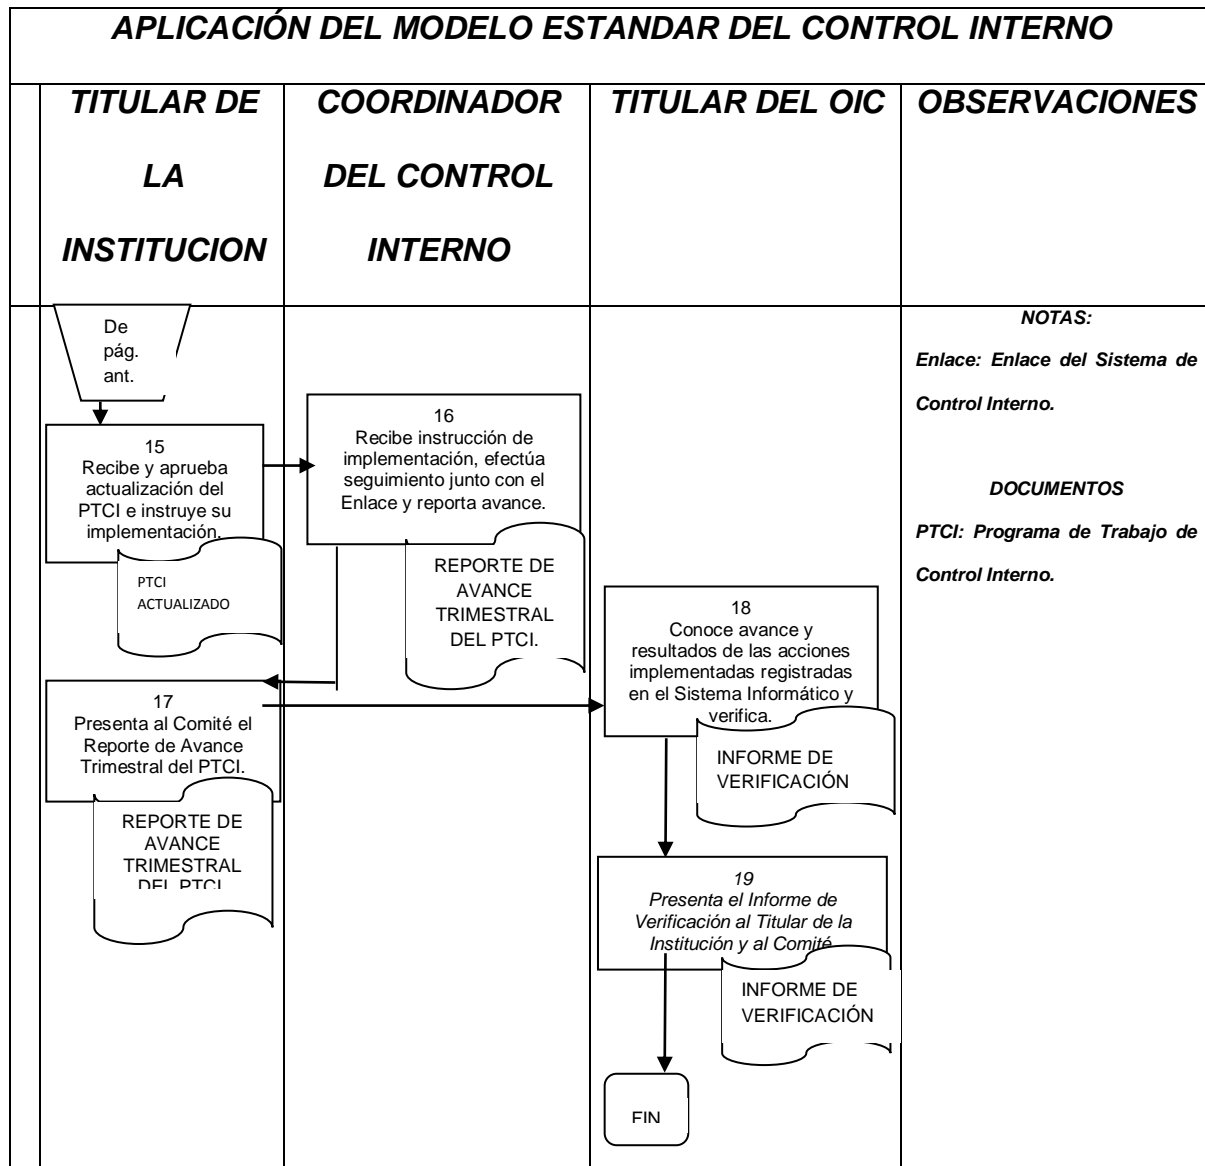 APLICACIÓN DEL MODELO ESTANDAR DEL CONTROL INTERNO
TITULAR DE
LA
INSTITUCION
COORDINADOR
DEL CONTROL
INTERNO
TITULAR DEL OIC
OBSERVACIONES
De
pág.
ant.
15
Recibe y aprueba
actualización del
PTCI e instruye su
implementación.
PTCI
ACTUALIZADO
16
Recibe instrucción de
implementación, efectúa
seguimiento junto con el
Enlace y reporta avance.
REPORTE DE
AVANCE
TRIMESTRAL
DEL PTCI.
17
Presenta al Comité el
Reporte de Avance
Trimestral del PTCI.
REPORTE DE
AVANCE
TRIMESTRAL
DEL PTCI
18
Conoce avance y
resultados de las acciones
implementadas registradas
en el Sistema Informático y
verifica.
INFORME DE
VERIFICACIÓN
19
Presenta el Informe de
Verificación al Titular de la
Institución y al Comité
INFORME DE
VERIFICACIÓN
FIN
NOTAS:
Enlace: Enlace del Sistema de
Control Interno.
DOCUMENTOS
PTCI: Programa de Trabajo de
Control Interno.